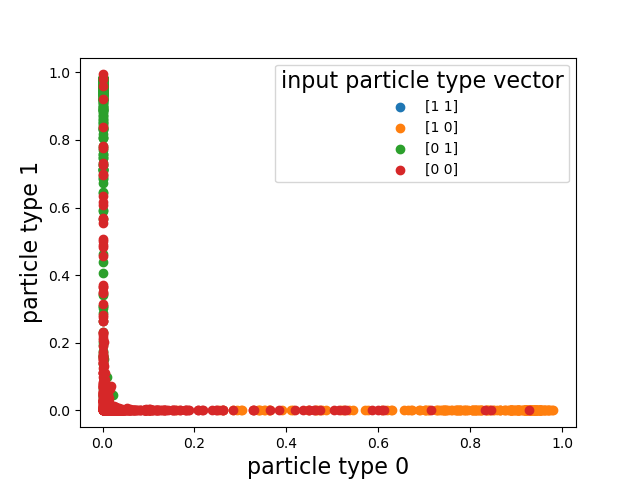 input particle type vector
[1 1]
[1 0]
[0 1]
[0 0]
1.0
0.8
0.6
0.4
0.2
0.0
particle type 1
0.0 0.2 0.4 0.6 0.8 1.0
particle type 0